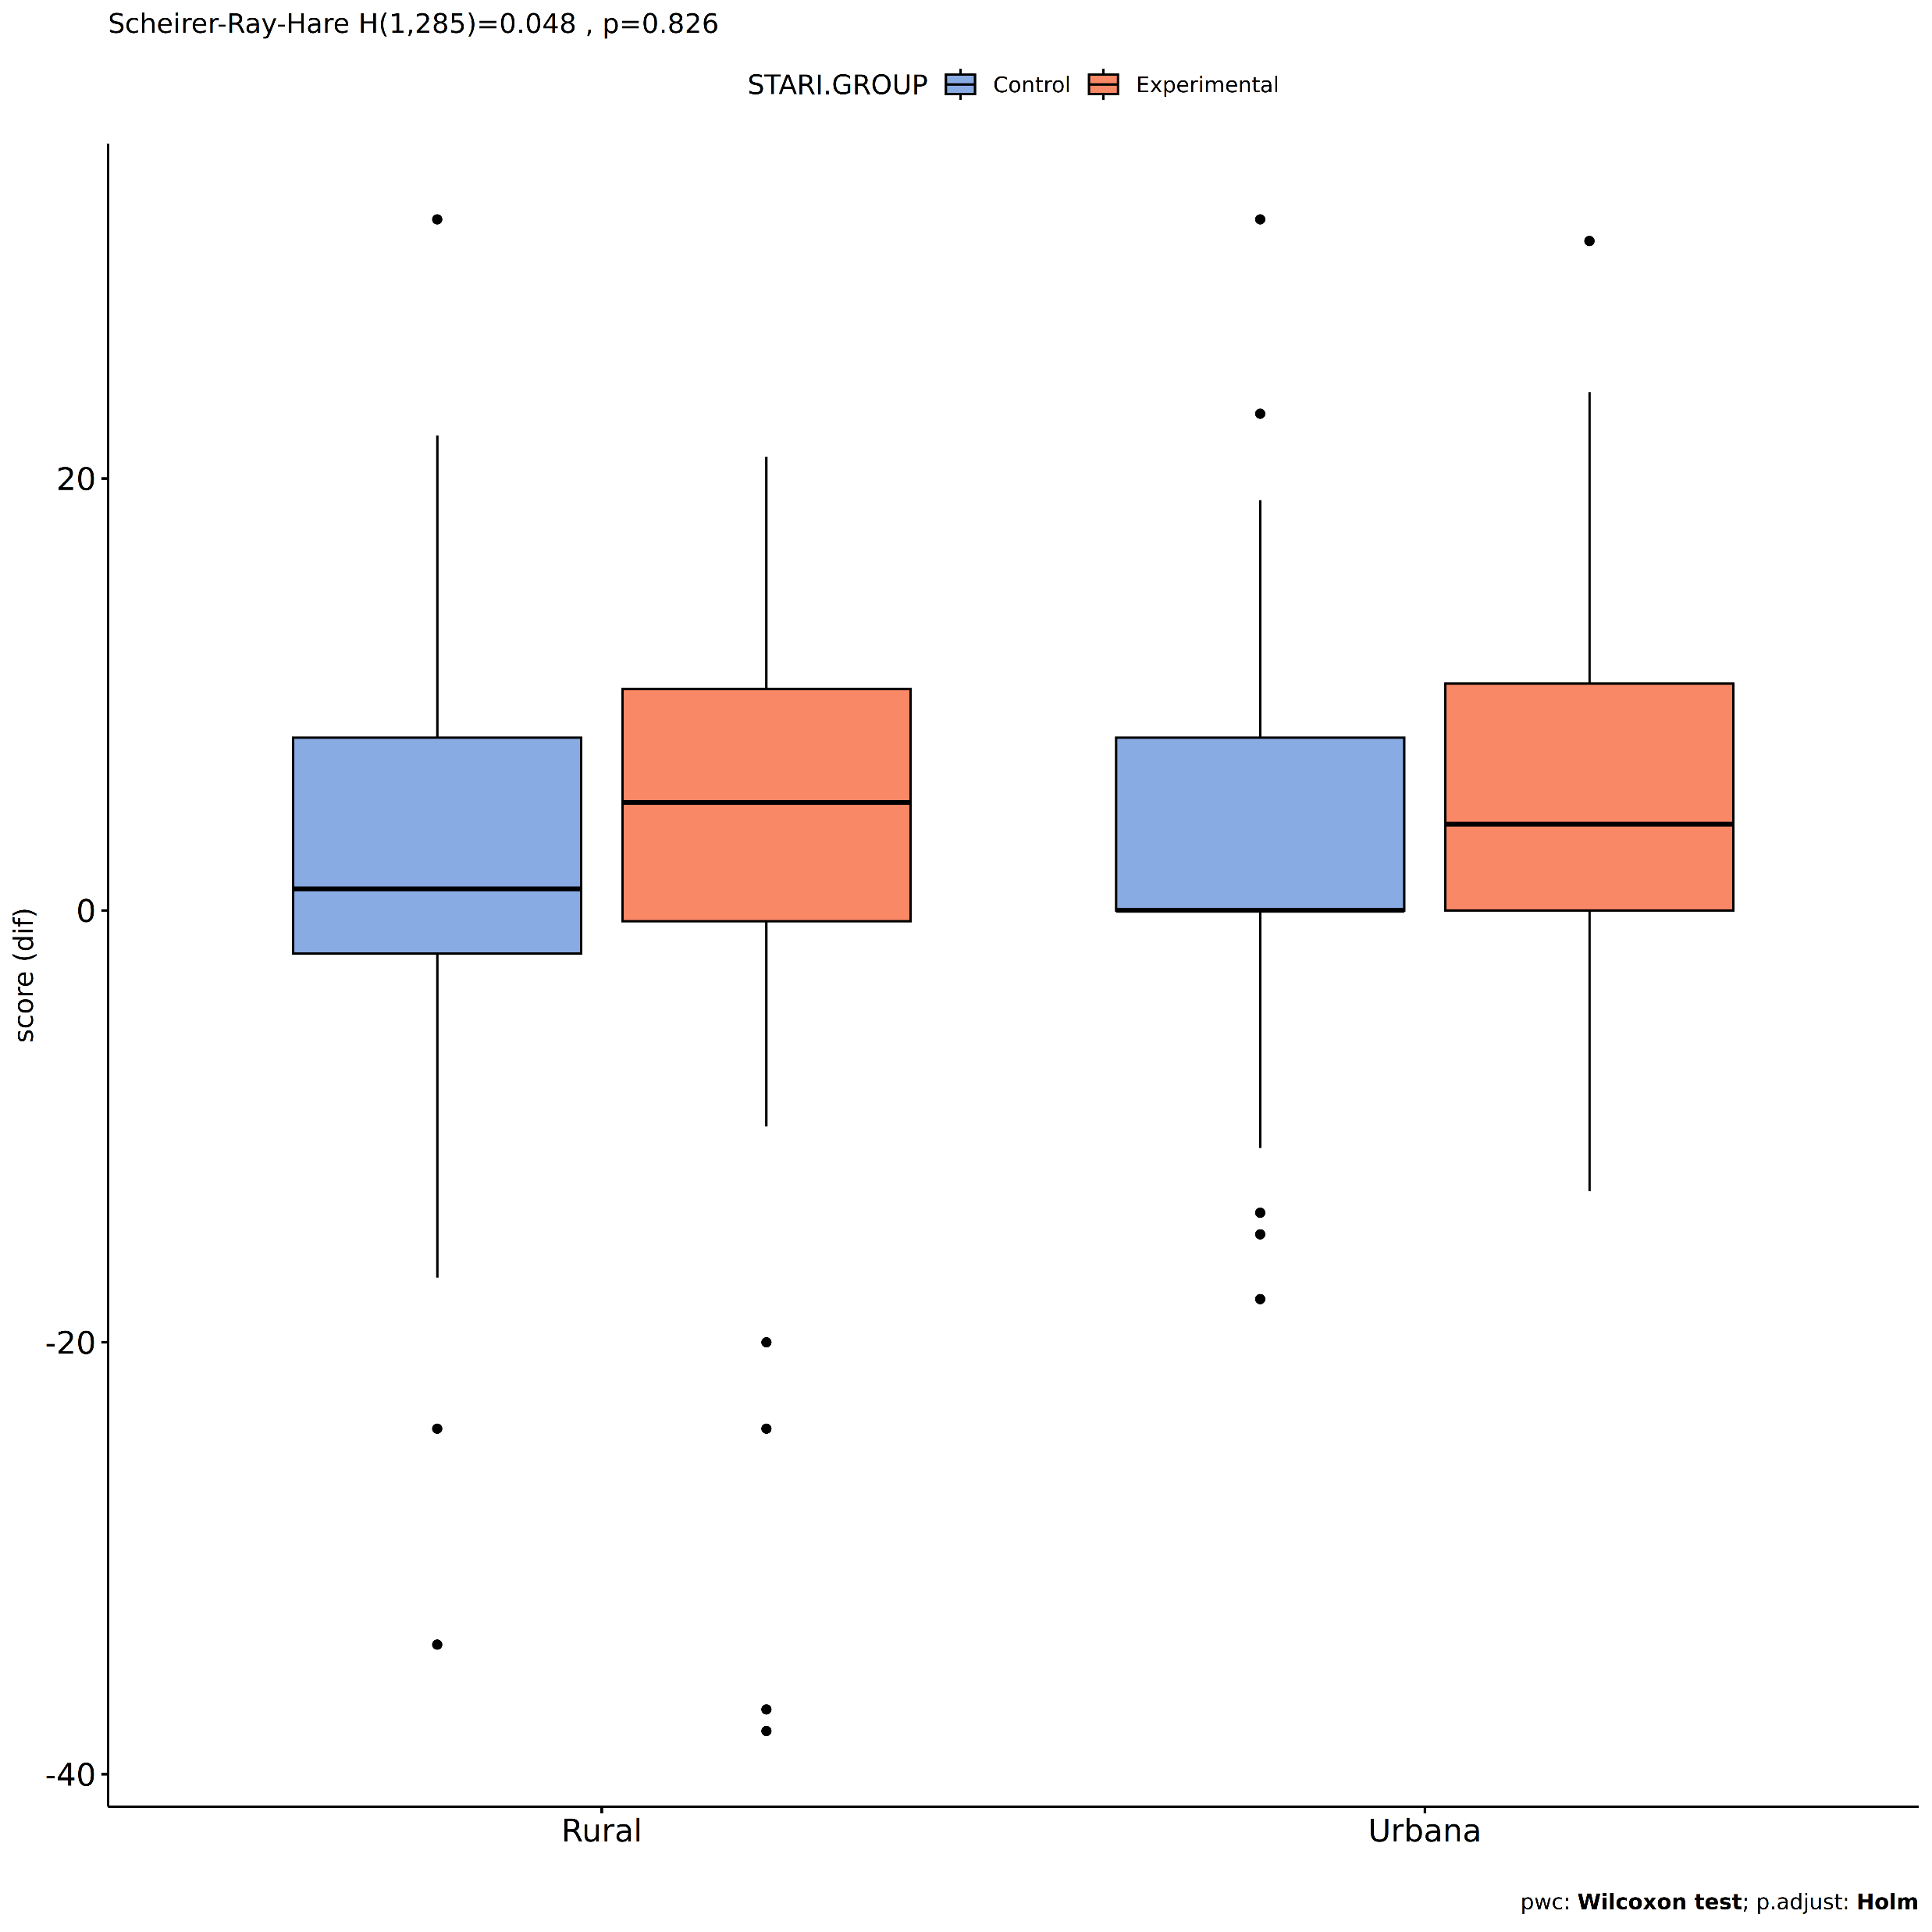 Scheirer-Ray-Hare H(1,285)=0.048 , p=0.826
STARI.GROUP Control Experimental
score (dif)
20
0
-20
-40
Rural Urbana
pwc: Wilcoxon test; p.adjust: Holm